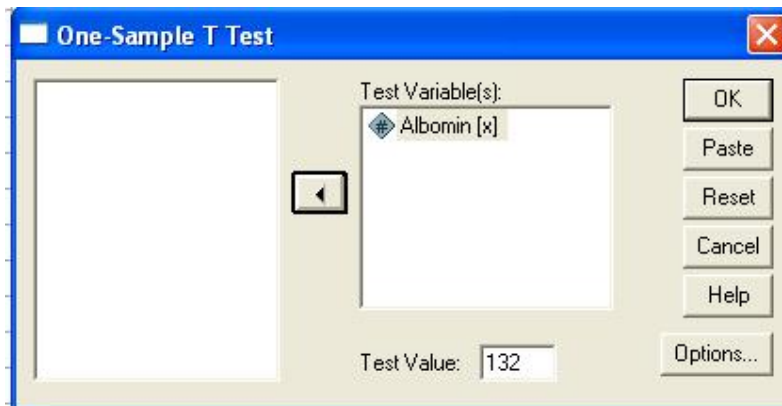 One-Sample T Test
Test Variable(s):
# Albomin [x]
OK
Paste
Reset
Cancel
Help
Test Value: 132
Options...